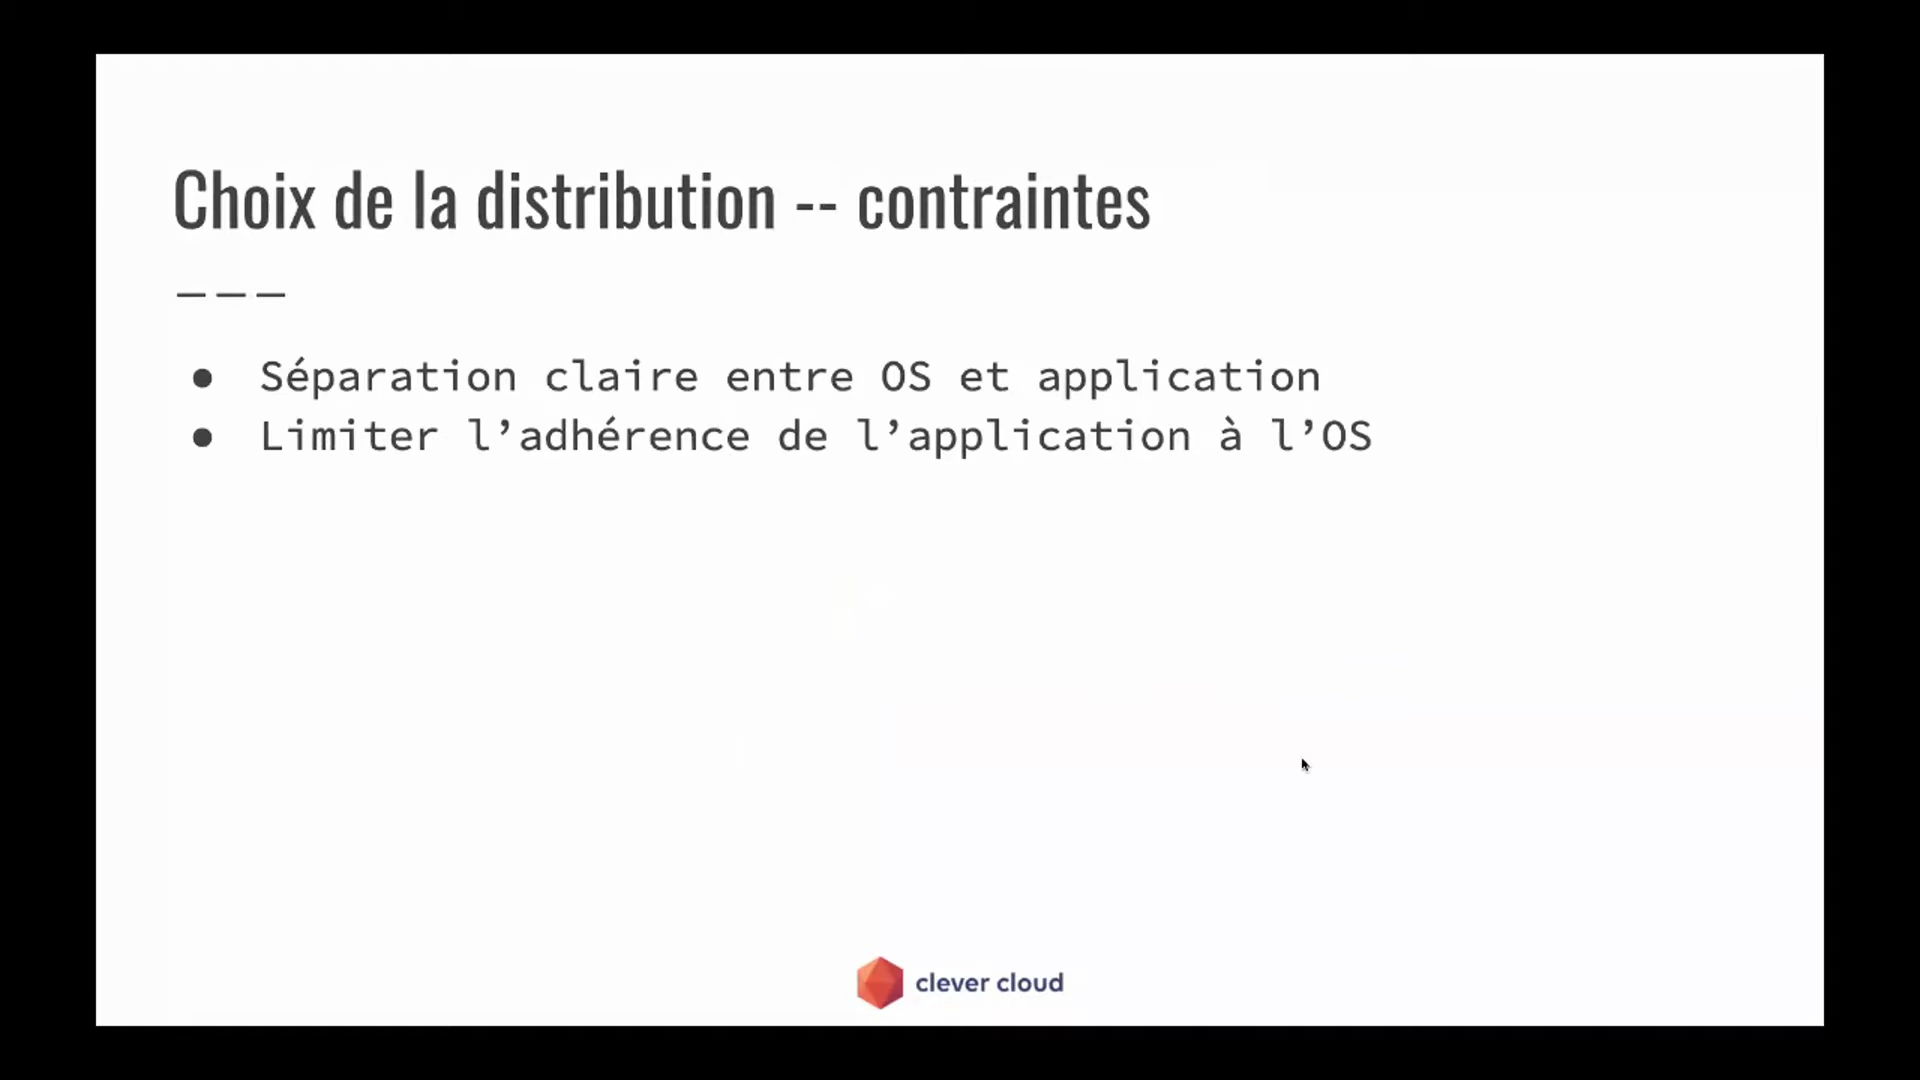 Choix de la distribution -- contraintes
———
● Séparation claire entre OS et application
● Limiter l’adhérence de l’application à l’OS
clever cloud